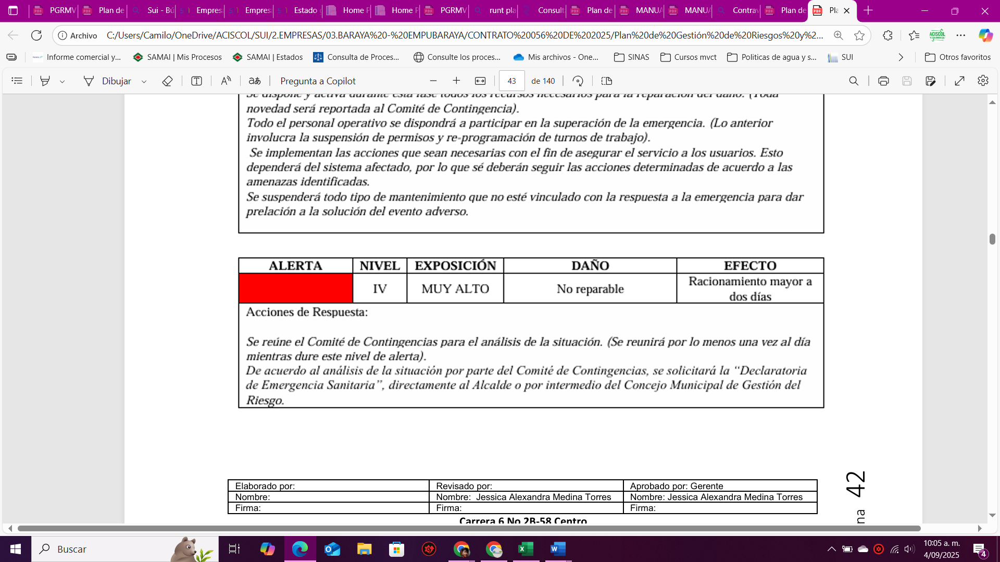 PGRMV
Plan de
Sui - Bú
Empres
Empres
Estado
Home P
Home P
PGRMV
runt pla
Consult
Plan de
MANUA
MANUA
Contrav
Plan de
Pla
Archivo
C:/Users/Camilo/OneDrive/ACISCOL/SUI/2.EMPRESAS/03.BARAYA%20-%20EMPUBARAYA/CONTRATO%20056%20DE%202025/Plan%20de%20Gestión%20de%20Riesgos%20y%2...
Informe comercial y...
SAMAI | Mis Procesos
SAMAI | Estados
Consulta de Proces...
Consulte los proces...
Mis archivos - One...
SINAS
Cursos mvct
Politicas de agua y s...
SUI
Otros favoritos
Dibujar
Pregunta a Copilot
43
de 140
Se dispone y activa durante esta fase todos los recursos necesarios para la reparación del daño. (Toda
novedad será reportada al Comité de Contingencia).
Todo el personal operativo se dispondrá a participar en la superación de la emergencia. (Lo anterior
involucra la suspensión de permisos y re-programación de turnos de trabajo).
Se implementan las acciones que sean necesarias con el fin de asegurar el servicio a los usuarios. Esto
dependerá del sistema afectado, por lo que sé deberán seguir las acciones determinadas de acuerdo a las
amenazas identificadas.
Se suspenderá todo tipo de mantenimiento que no esté vinculado con la respuesta a la emergencia para dar
prelación a la solución del evento adverso.
ALERTA NIVEL EXPOSICIÓN DAÑO EFECTO
IV MUY ALTO No reparable Racionamiento mayor a
dos días
Acciones de Respuesta:
Se reúne el Comité de Contingencias para el análisis de la situación. (Se reunirá por lo menos una vez al día
mientras dure este nivel de alerta).
De acuerdo al análisis de la situación por parte del Comité de Contingencias, se solicitará la “Declaratoria
de Emergencia Sanitaria”, directamente al Alcalde o por intermedio del Concejo Municipal de Gestión del
Riesgo.
Elaborado por: Revisado por: Aprobado por: Gerente
Nombre: Nombre: Jessica Alexandra Medina Torres Nombre: Jessica Alexandra Medina Torres
Firma: Firma: Firma:
na 42
Carrera 6 No 2B-58 Centro
Buscar
10:05 a. m.
4/09/2025
4